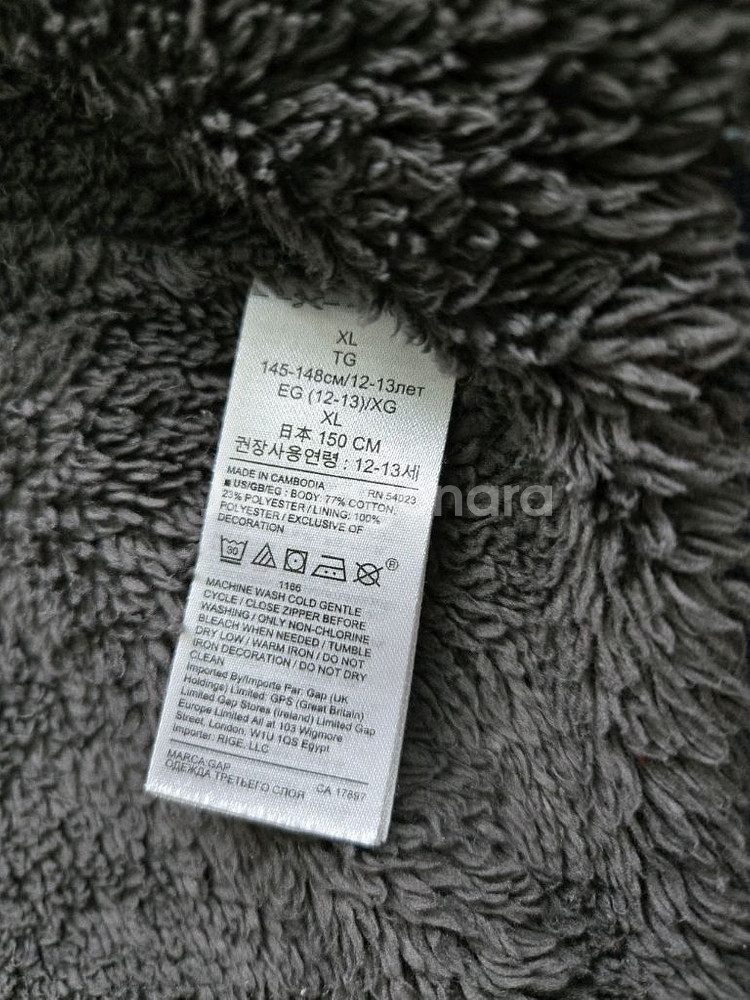 XL
TG
145-148см/12-13лет
EG (12-13)/XG
XL
日本 150 CM
권장사용연령 : 12-13세
MADE IN CAMBODIA RN 54023
US/GB/EG : BODY: 77% COTTON,
23% POLYESTER / LINING: 100%
POLYESTER / EXCLUSIVE OF
DECORATION
30 ®
1166
MACHINE WASH COLD GENTLE
CYCLE / CLOSE ZIPPER BEFORE
WASHING / ONLY NON-CHLORINE
BLEACH WHEN NEEDED / TUMBLE
DRY LOW / WARM IRON / DO NOT
IRON DECORATION / DO NOT DRY
CLEAN
Imported By/Importe Par: Gap (UK
Holdings) Limited: GPS (Great Britain)
Limited Gap Stores (Ireland) Limited Gap
Europe Limited All at 103 Wigmore
Street, London, W1U 1QS Egypt
Importer: RIGE, LLC
MARCA:GAP
ОДЕЖДА ТРЕТЬЕГО СЛОЯ CA 17897